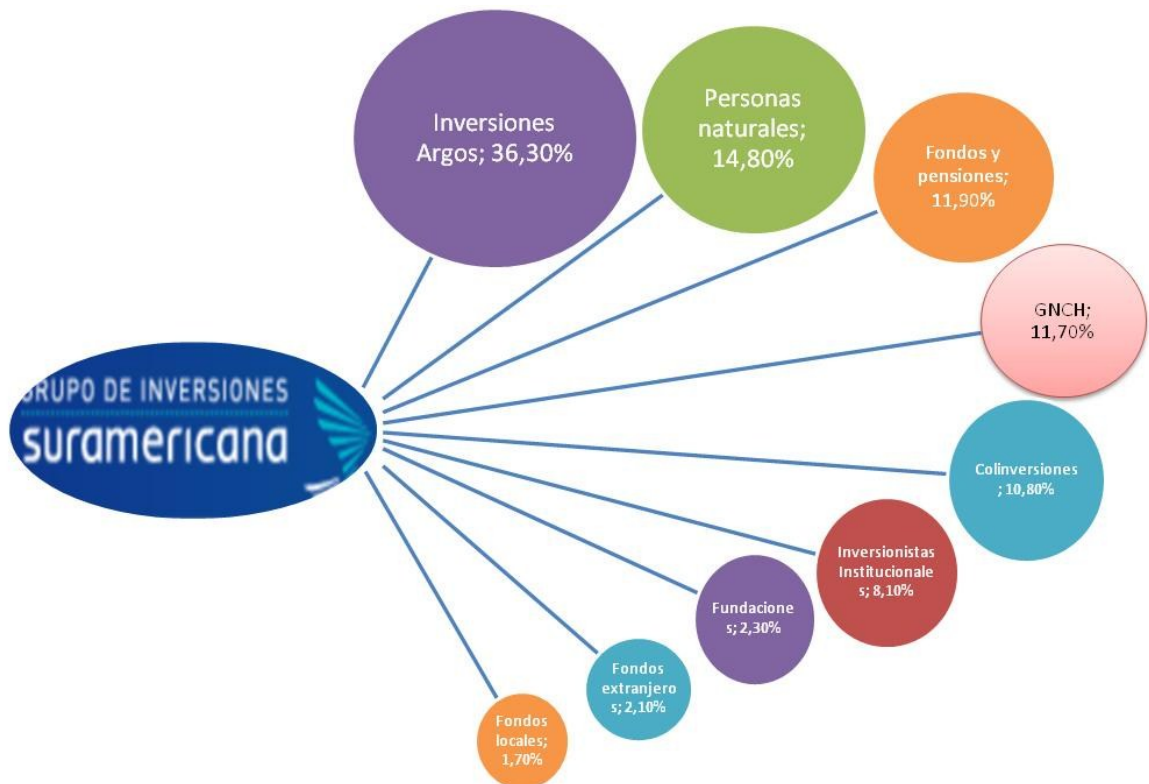 Inversiones
Argos; 36,30%
Personas
naturales;
14,80%
Fondos y
pensiones;
11,90%
GNCH;
11,70%
GRUPO DE INVERSIONES
suramericana
Colinversiones
; 10,80%
Inversionistas
Institucionale
s; 8,10%
Fundacione
s; 2,30%
Fondos
extranjero
s; 2,10%
Fondos
locales;
1,70%